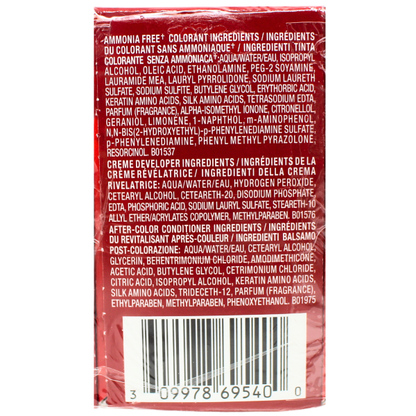 AMMONIA FREE† COLORANT INGREDIENTS / INGRÉDIENTS
DU COLORANT SANS AMMONIAQUE† / INGREDIENTI TINTA
COLORANTE SENZA AMMONIACA†:AQUA/WATER/EAU, ISOPROPYL
ALCOHOL, OLEIC ACID, ETHANOLAMINE, PEG-2 SOYAMINE,
LAURAMIDE MEA, LAURYL PYRROLIDONE, SODIUM LAURETH
SULFATE, SODIUM SULFITE, BUTYLENE GLYCOL, ERYTHORBIC ACID,
KERATIN AMINO ACIDS, SILK AMINO ACIDS, TETRASODIUM EDTA,
PARFUM (FRAGRANCE), ALPHA-ISOMETHYL IONONE, CITRONELLOL,
GERANIOL, LIMONENE, 1-NAPHTHOL, m-AMINOPHENOL,
N,N-BIS(2-HYDROXYETHYL)-p-PHENYLENEDIAMINE SULFATE,
p-PHENYLENEDIAMINE, PHENYL METHYL PYRAZOLONE,
RESORCINOL. B01537
CREME DEVELOPER INGREDIENTS / INGRÉDIENTS DE LA
CRÈME RÉVÉLATRICE / INGREDIENTI DELLA CREMA
RIVELATRICE: AQUA/WATER/EAU, HYDROGEN PEROXIDE,
CETEARYL ALCOHOL, CETEARETH-20, DISODIUM PHOSPHATE
EDTA, PHOSPHORIC ACID, SODIUM LAURYL SULFATE, STEARETH-10
ALLYL ETHER/ACRYLATES COPOLYMER, METHYLPARABEN. B01576
AFTER-COLOR CONDITIONER INGREDIENTS / INGRÉDIENTS
DU REVITALISANT APRÈS-COULEUR / INGREDIENTI BALSAMO
POST-COLORAZIONE: AQUA/WATER/EAU, CETEARYL ALCOHOL,
GLYCERIN, BEHENTRIMONIUM CHLORIDE, AMODIMETHICONE,
ACETIC ACID, BUTYLENE GLYCOL, CETRIMONIUM CHLORIDE,
CITRIC ACID, ISOPROPYL ALCOHOL, KERATIN AMINO ACIDS,
SILK AMINO ACIDS, TRIDECETH-12, PARFUM (FRAGRANCE),
ETHYLPARABEN, METHYLPARABEN, PHENOXYETHANOL. B01975
3 09978 69540 0